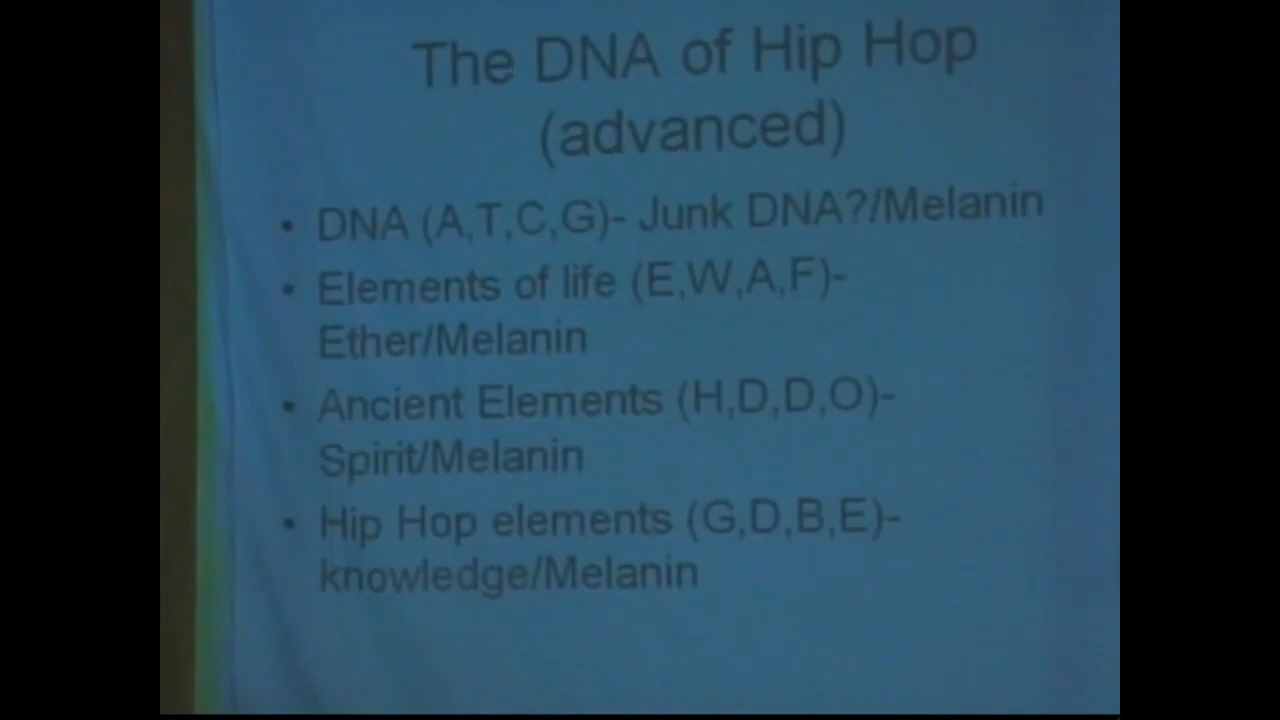 The DNA of Hip Hop
(advanced)
• DNA (A,T,C,G)- Junk DNA?/Melanin
• Elements of life (E,W,A,F)-
Ether/Melanin
• Ancient Elements (H,D,D,O)-
Spirit/Melanin
• Hip Hop elements (G,D,B,E)-
knowledge/Melanin